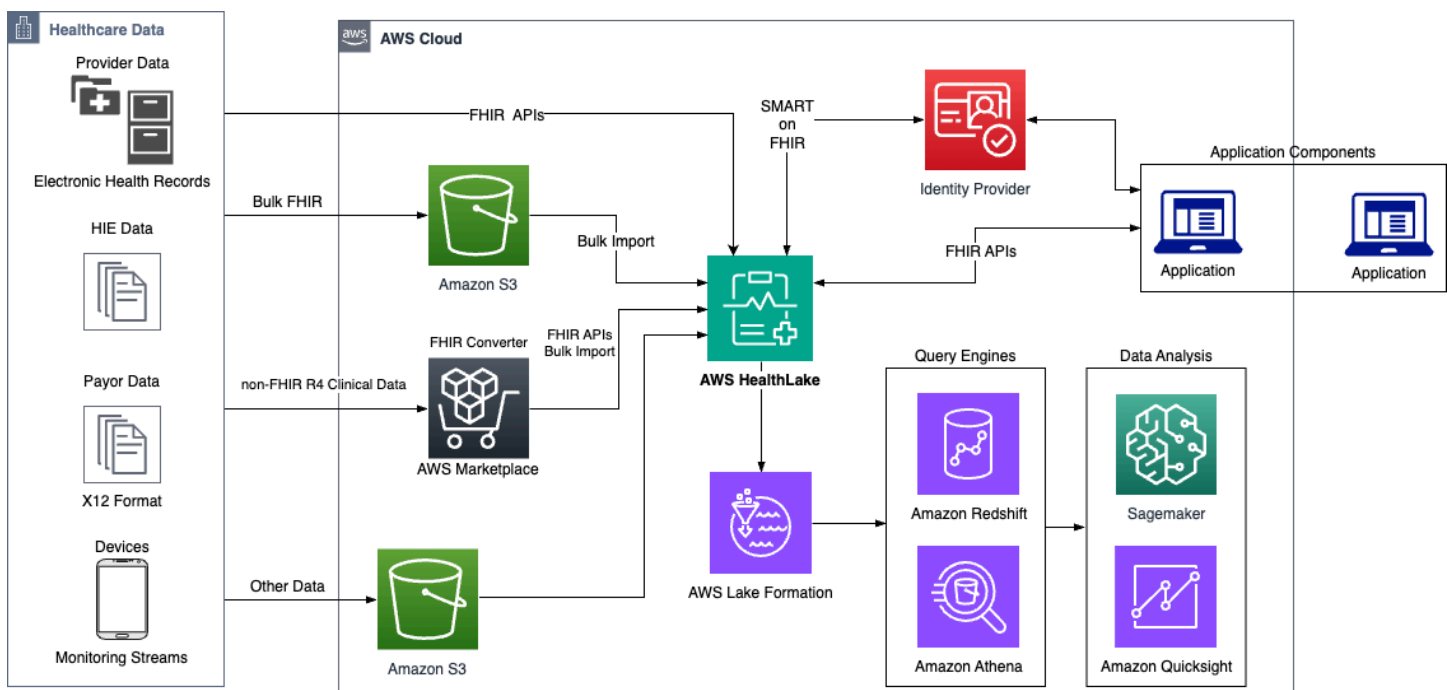 Healthcare Data
Provider Data
Electronic Health Records
HIE Data
Payor Data
X12 Format
Devices
Monitoring Streams
aws
AWS Cloud
FHIR APIs
Bulk FHIR
Amazon S3
Bulk Import
non-FHIR R4 Clinical Data
FHIR Converter
AWS Marketplace
FHIR APIs
Bulk Import
Other Data
Amazon S3
SMART
on
FHIR
Identity Provider
FHIR APIs
Application Components
Application
Application
AWS HealthLake
AWS Lake Formation
Query Engines
Amazon Redshift
Amazon Athena
Data Analysis
Sagemaker
Amazon Quicksight